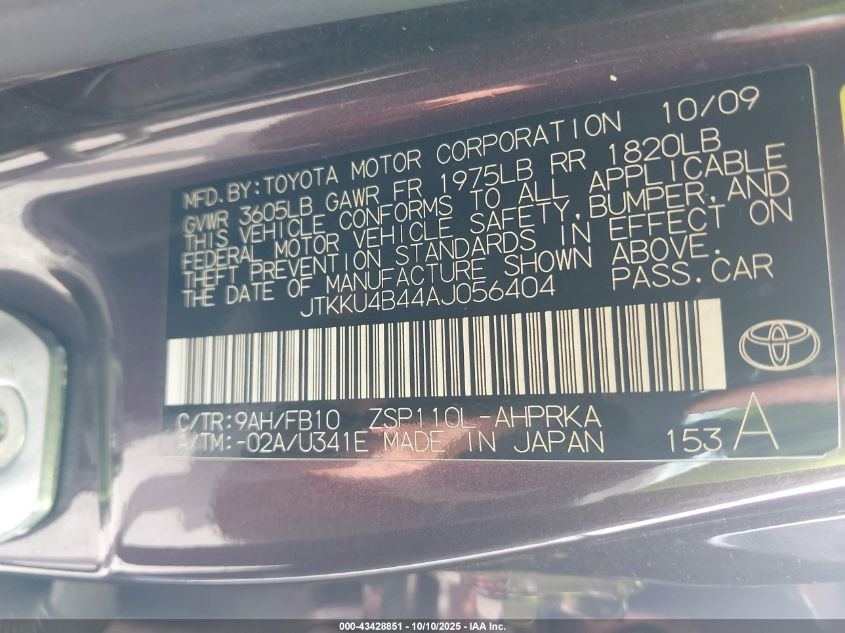 MFD.BY:TOYOTA MOTOR CORPORATION 10/09
GVWR 3605LB GAWR FR 1975LB RR 1820LB
THIS VEHICLE CONFORMS TO ALL APPLICABLE
FEDERAL MOTOR VEHICLE SAFETY,BUMPER,AND
THEFT PREVENTION STANDARDS IN EFFECT ON
THE DATE OF MANUFACTURE SHOWN ABOVE.
JTKKU4B44AJ056404 PASS.CAR
C/TR:9AH/FB10 ZSP110L-AHPRKA
A/TM:-02A/U341E MADE IN JAPAN 153 A
000-43428851 - 10/10/2025 - IAA Inc.